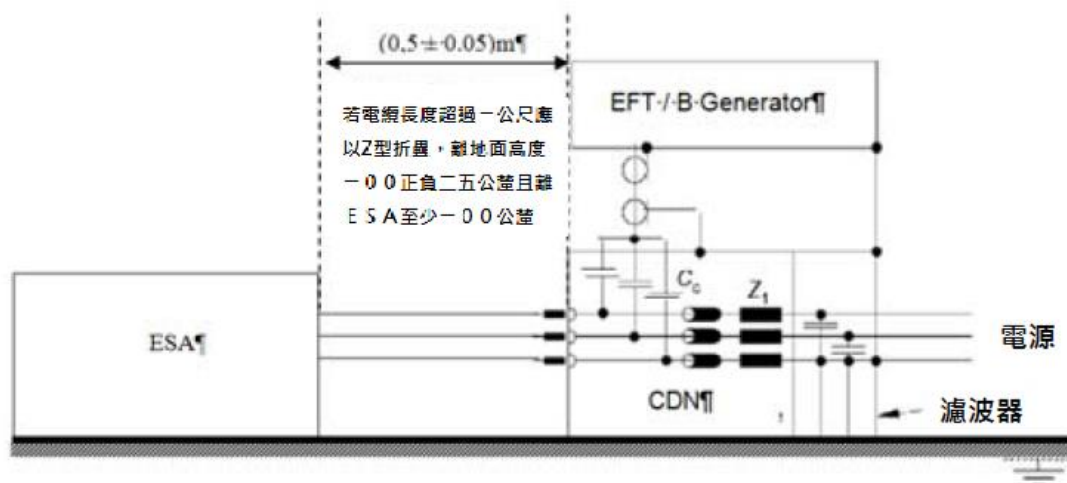 (0,5±0.05)m¶
若電纜長度超過一公尺應
以Z型折疊，離地面高度
一００正負二五公釐且離
ＥＳＡ至少一００公釐
EFT·/·B·Generator¶
C_c
Z₁
ESA¶
電源
CDN¶
濾波器